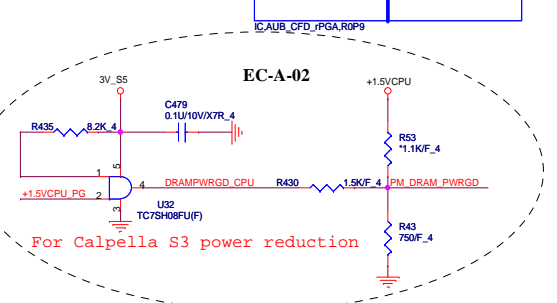 IC,AUB_CFD_rPGA,R0P9
EC-A-02
3V_S5
+1.5VCPU
C479
0.1U/10V/X7R_4
R435
8.2K_4
R53
*1.1K/F_4
5
1
+1.5VCPU_PG
2
4
DRAMPWRGD_CPU
R430
1.5K/F_4
PM_DRAM_PWRGD
3
U32
TC7SH08FU(F)
R43
750/F_4
For Calpella S3 power reduction